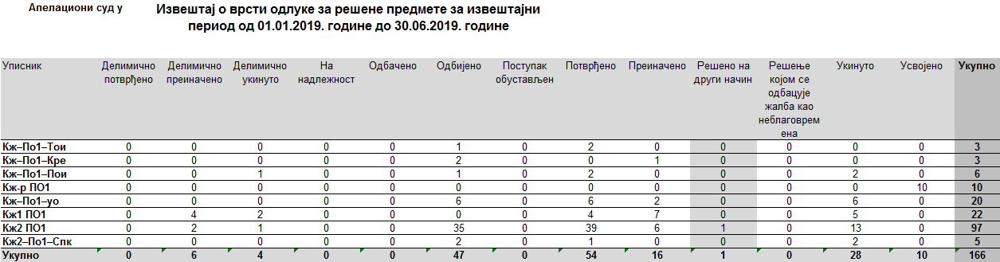 Апелациони суд у
Извештај о врсти одлуке за решене предмете за извештајни
период од 01.01.2019. године до 30.06.2019. године
Уписник Делимично потврђено Делимично преиначено Делимично укинуто На надлежност Одбачено Одбијено Поступак обустављен Потврђено Преиначено Решено на други начин Решење којом се одбацује жалба као неблаговрем ена Укинуто Усвојено Укупно
Кж–По1–Тои 0 0 0 0 0 1 0 2 0 0 0 0 0 3
Кж–По1–Кре 0 0 0 0 0 2 0 0 1 0 0 0 0 3
Кж–По1–Пои 0 0 1 0 0 1 0 2 0 0 0 2 0 6
Кж-р ПО1 0 0 0 0 0 0 0 0 0 0 0 0 10 10
Кж–По1–уо 0 0 0 0 0 6 0 6 2 0 0 6 0 20
Кж1 ПО1 0 4 2 0 0 0 0 4 7 0 0 5 0 22
Кж2 ПО1 0 2 1 0 0 35 0 39 6 1 0 13 0 97
Кж2–По1–Спк 0 0 0 0 0 2 0 1 0 0 0 2 0 5
Укупно 0 6 4 0 0 47 0 54 16 1 0 28 10 166